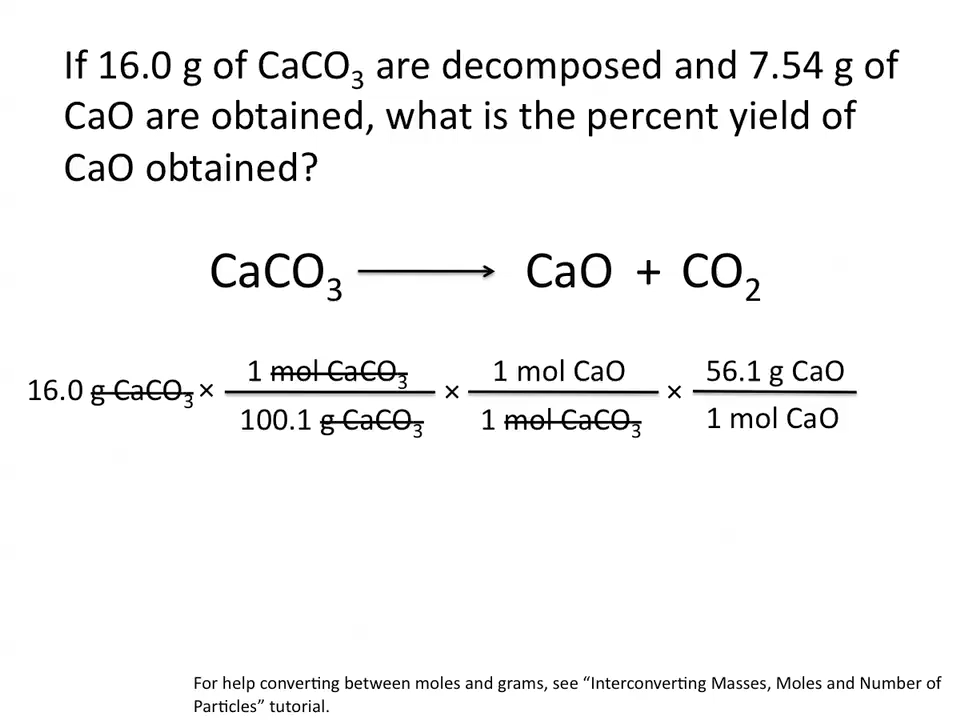 If 16.0 g of CaCO₃ are decomposed and 7.54 g of
CaO are obtained, what is the percent yield of
CaO obtained?
CaCO₃ ⟶ CaO + CO₂
1 mol CaCO₃ 1 mol CaO 56.1 g CaO
16.0 g CaCO₃ × × ×
100.1 g CaCO₃ 1 mol CaCO₃ 1 mol CaO
For help converting between moles and grams, see “Interconverting Masses, Moles and Number of
Particles” tutorial.